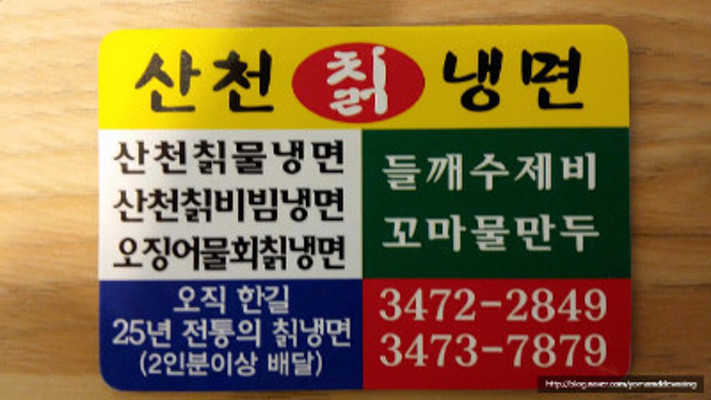 산천 칡 냉면
산천칡물냉면
산천칡비빔냉면
오징어물회칡냉면
들깨수제비
꼬마물만두
오직 한길
25년 전통의 칡냉면
(2인분이상 배달)
3472-2849
3473-7879